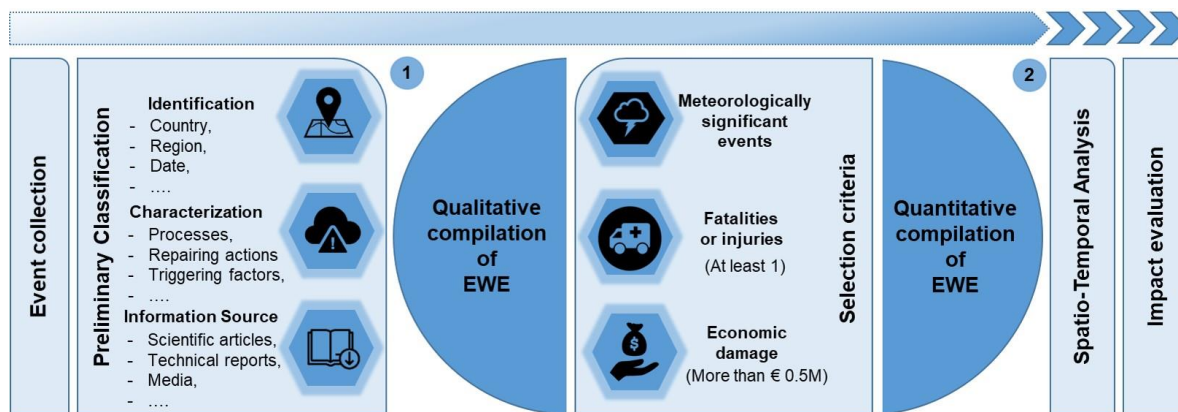 Event collection
Preliminary Classification
Identification
- Country,
- Region,
- Date,
- ....
Characterization
- Processes,
- Repairing actions
- Triggering factors,
- ....
Information Source
- Scientific articles,
- Technical reports,
- Media,
- ....
1
Qualitative
compilation
of
EWE
Meteorologically
significant
events
Fatalities
or injuries
(At least 1)
Economic
damage
(More than € 0.5M)
Selection criteria
Quantitative
compilation
of
EWE
2
Spatio-Temporal Analysis
Impact evaluation